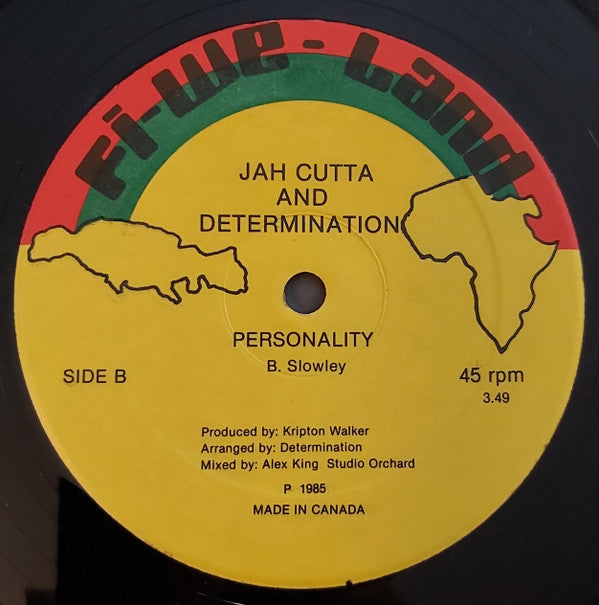 Fi-we-Land
JAH CUTTA
AND
DETERMINATION
PERSONALITY
B. Slowley
SIDE B
45 rpm
3.49
Produced by: Kripton Walker
Arranged by: Determination
Mixed by: Alex King Studio Orchard
P 1985
MADE IN CANADA